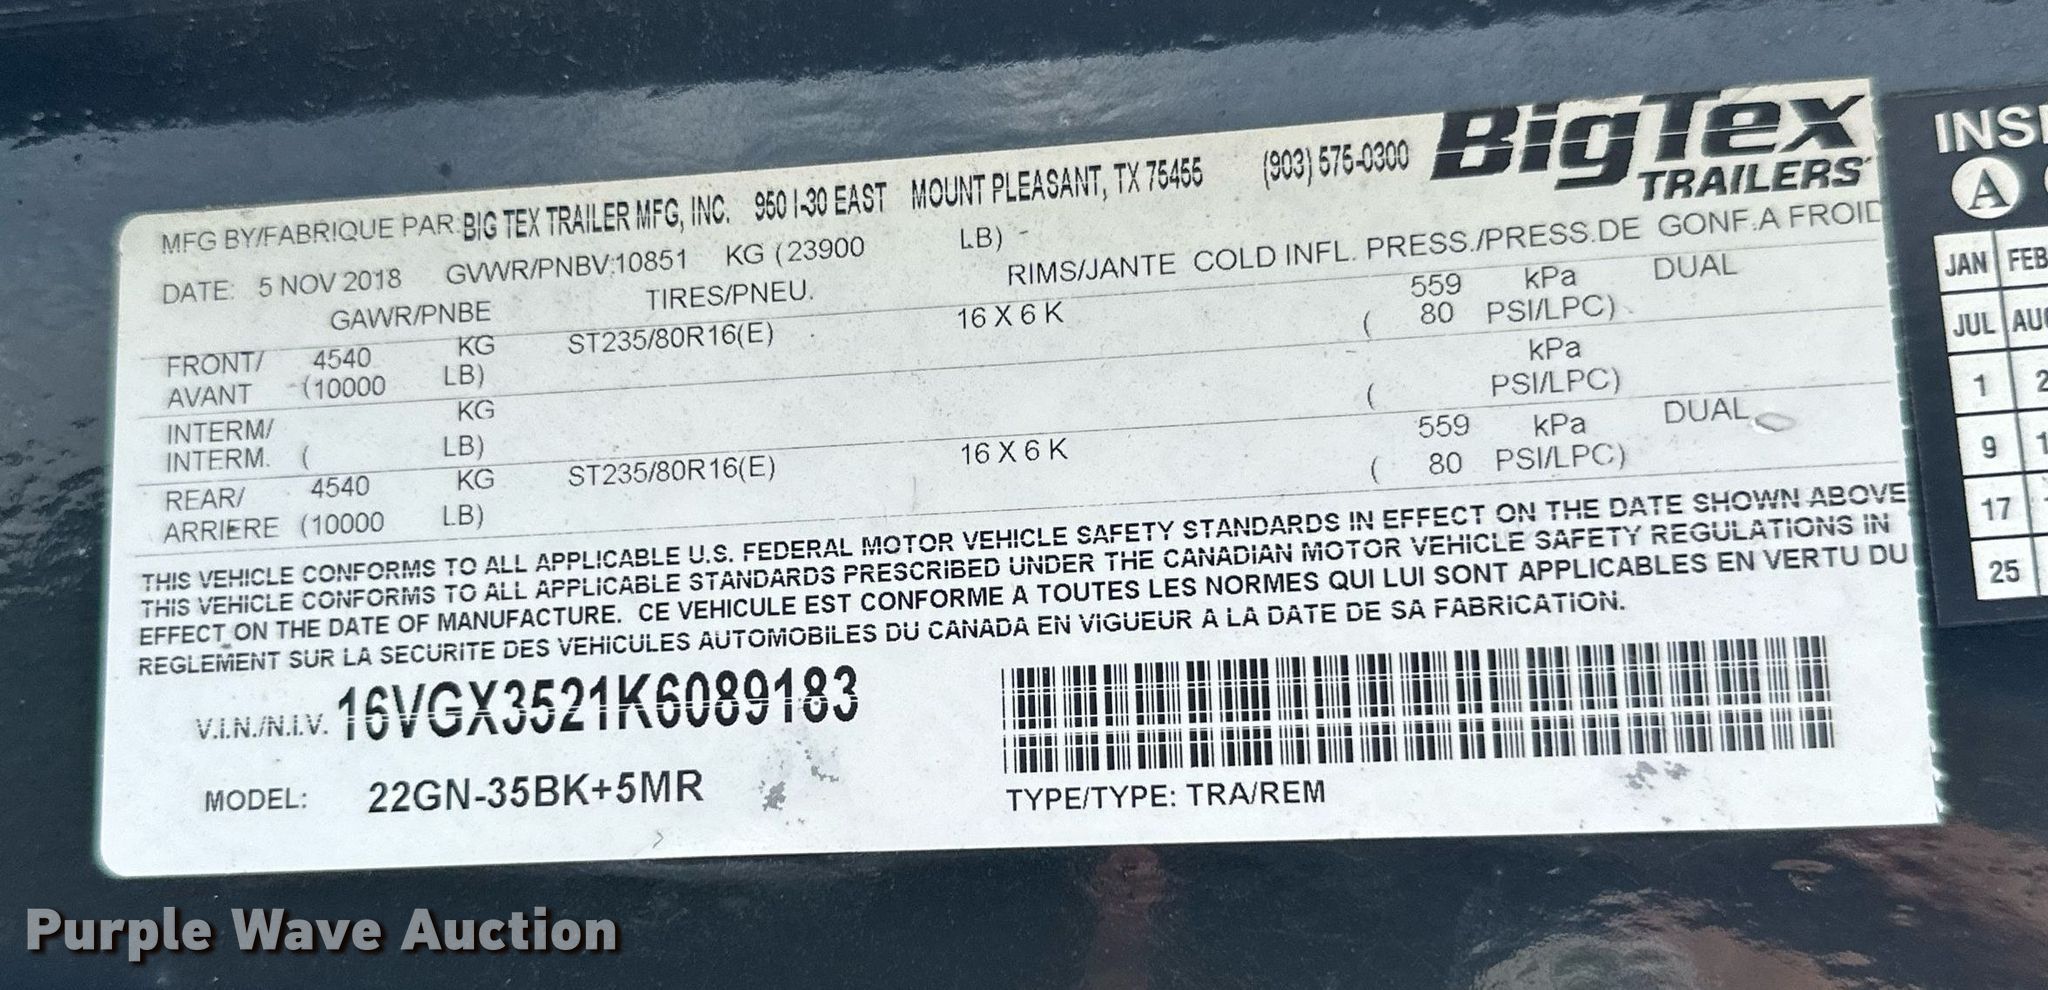 BigTex
TRAILERS
MFG BY/FABRIQUE PAR: BIG TEX TRAILER MFG, INC. 950 I-30 EAST MOUNT PLEASANT, TX 75455 (903) 575-0300
DATE: 5 NOV 2018 GVWR/PNBV:10851 KG (23900 LB)
GAWR/PNBE TIRES/PNEU. RIMS/JANTE COLD INFL. PRESS./PRESS.DE GONF.A FROID
FRONT/ 4540 KG ST235/80R16(E) 16 X 6 K 559 kPa DUAL
AVANT (10000 LB) ( 80 PSI/LPC)
INTERM/ KG kPa
INTERM. ( LB) ( PSI/LPC)
REAR/ 4540 KG ST235/80R16(E) 16 X 6 K 559 kPa DUAL
ARRIERE (10000 LB) ( 80 PSI/LPC)
THIS VEHICLE CONFORMS TO ALL APPLICABLE U.S. FEDERAL MOTOR VEHICLE SAFETY STANDARDS IN EFFECT ON THE DATE SHOWN ABOVE
THIS VEHICLE CONFORMS TO ALL APPLICABLE STANDARDS PRESCRIBED UNDER THE CANADIAN MOTOR VEHICLE SAFETY REGULATIONS IN
EFFECT ON THE DATE OF MANUFACTURE. CE VEHICULE EST CONFORME A TOUTES LES NORMES QUI LUI SONT APPLICABLES EN VERTU DU
REGLEMENT SUR LA SECURITE DES VEHICULES AUTOMOBILES DU CANADA EN VIGUEUR A LA DATE DE SA FABRICATION.
V.I.N./N.I.V. 16VGX3521K6089183
MODEL: 22GN-35BK+5MR TYPE/TYPE: TRA/REM
A
JAN FEB
JUL
1
9
17
25
Purple Wave Auction